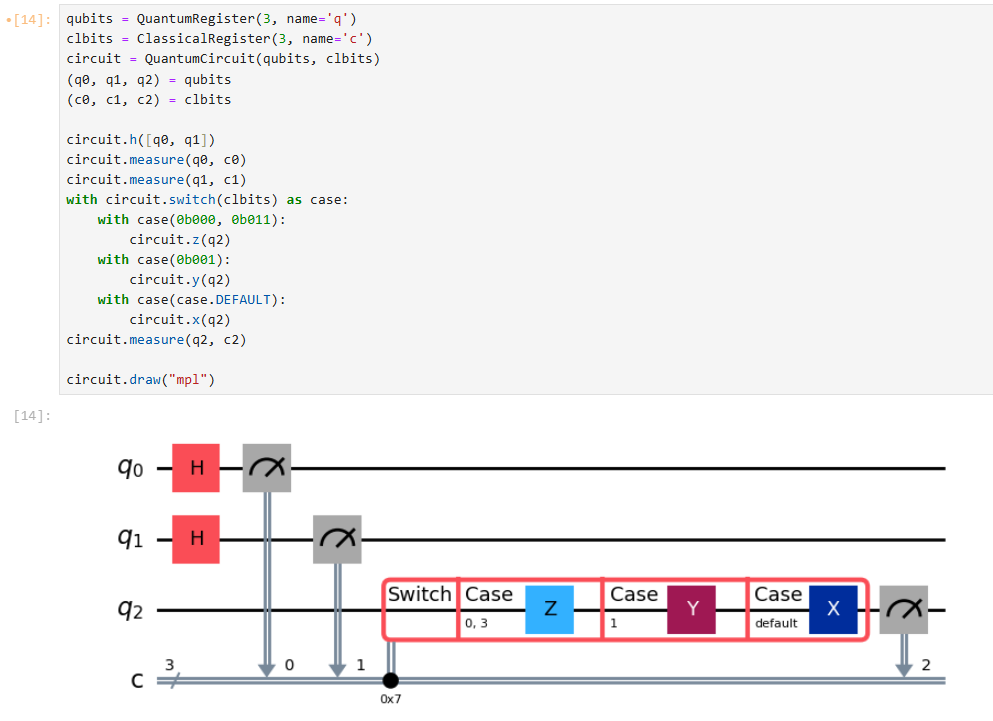 •[14]:
qubits = QuantumRegister(3, name='q')
clbits = ClassicalRegister(3, name='c')
circuit = QuantumCircuit(qubits, clbits)
(q0, q1, q2) = qubits
(c0, c1, c2) = clbits
circuit.h([q0, q1])
circuit.measure(q0, c0)
circuit.measure(q1, c1)
with circuit.switch(clbits) as case:
    with case(0b000, 0b011):
        circuit.z(q2)
    with case(0b001):
        circuit.y(q2)
    with case(case.DEFAULT):
        circuit.x(q2)
circuit.measure(q2, c2)
circuit.draw("mpl")
[14]:
q0 H
q1 H
q2 Switch Case 0, 3 Z Case 1 Y Case default X
c 3 0 1 2
0x7